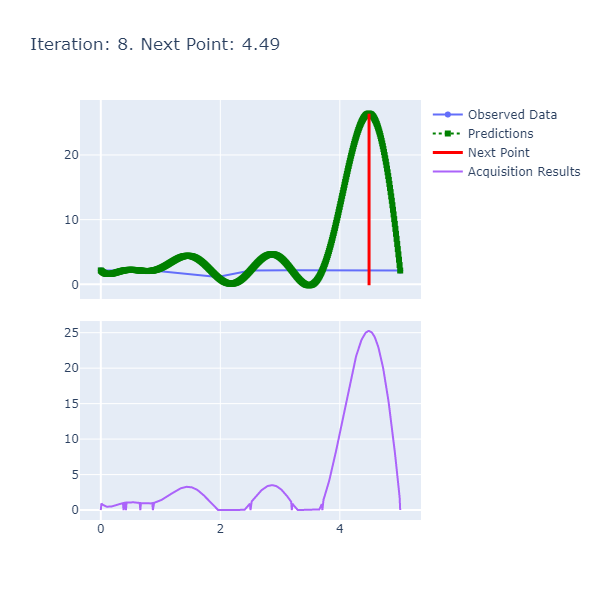 Iteration: 8. Next Point: 4.49
Observed Data
Predictions
Next Point
Acquisition Results
20
10
0
25
20
15
10
5
0
0 2 4